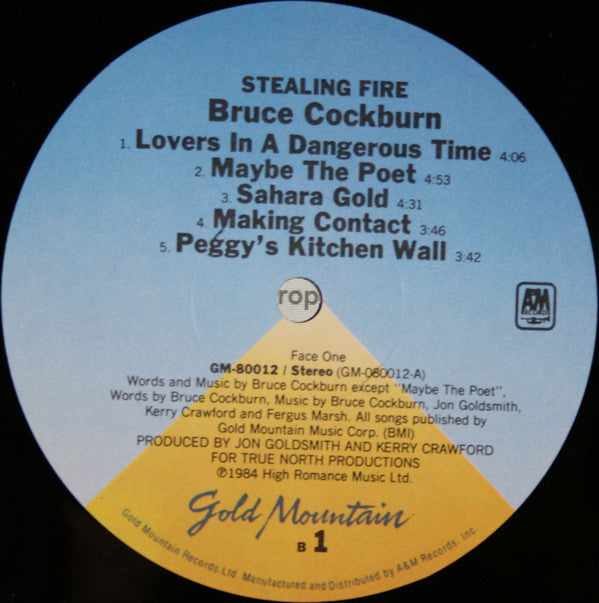 STEALING FIRE
Bruce Cockburn
1. Lovers In A Dangerous Time 4:06
2. Maybe The Poet 4:53
3. Sahara Gold 4:31
4. Making Contact 3:46
5. Peggy's Kitchen Wall 3:42
rop
A&M
RECORDS
Face One
GM-80012 / Stereo (GM-080012-A)
Words and Music by Bruce Cockburn except "Maybe The Poet",
Words by Bruce Cockburn, Music by Bruce Cockburn, Jon Goldsmith,
Kerry Crawford and Fergus Marsh. All songs published by
Gold Mountain Music Corp. (BMI)
PRODUCED BY JON GOLDSMITH AND KERRY CRAWFORD
FOR TRUE NORTH PRODUCTIONS
℗1984 High Romance Music Ltd.
Gold Mountain
B 1
Gold Mountain Records Ltd. Manufactured and Distributed by A&M Records, Inc.